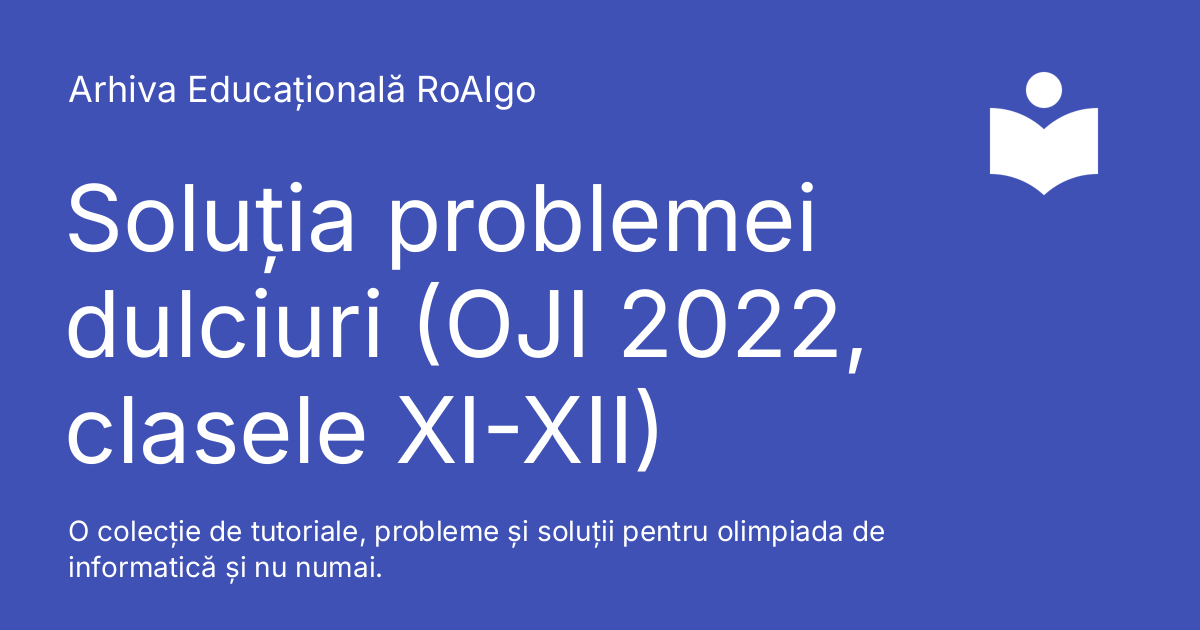 Arhiva Educațională RoAlgo
Soluția problemei
dulciuri (OJI 2022,
clasele XI-XII)
O colecție de tutoriale, probleme și soluții pentru olimpiada de
informatică și nu numai.